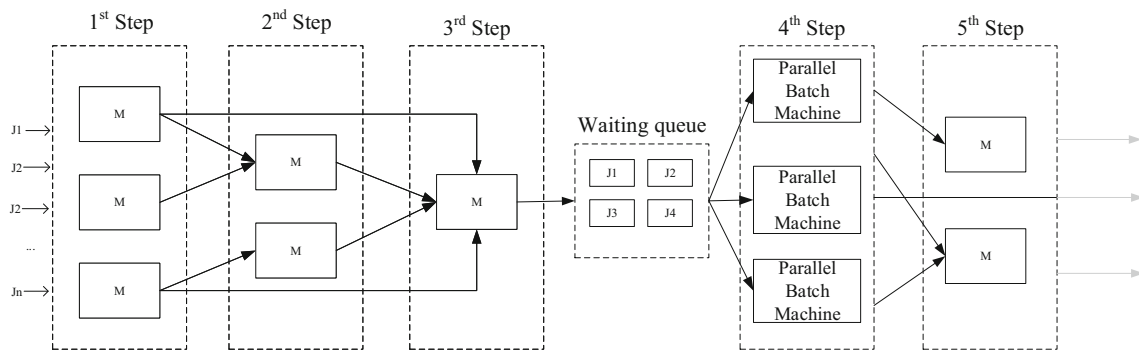 1st Step
2nd Step
3rd Step
4th Step
5th Step
J1
J2
J2
...
Jn
M
M
M
M
M
M
Waiting queue
J1 J2
J3 J4
Parallel
Batch
Machine
Parallel
Batch
Machine
Parallel
Batch
Machine
M
M